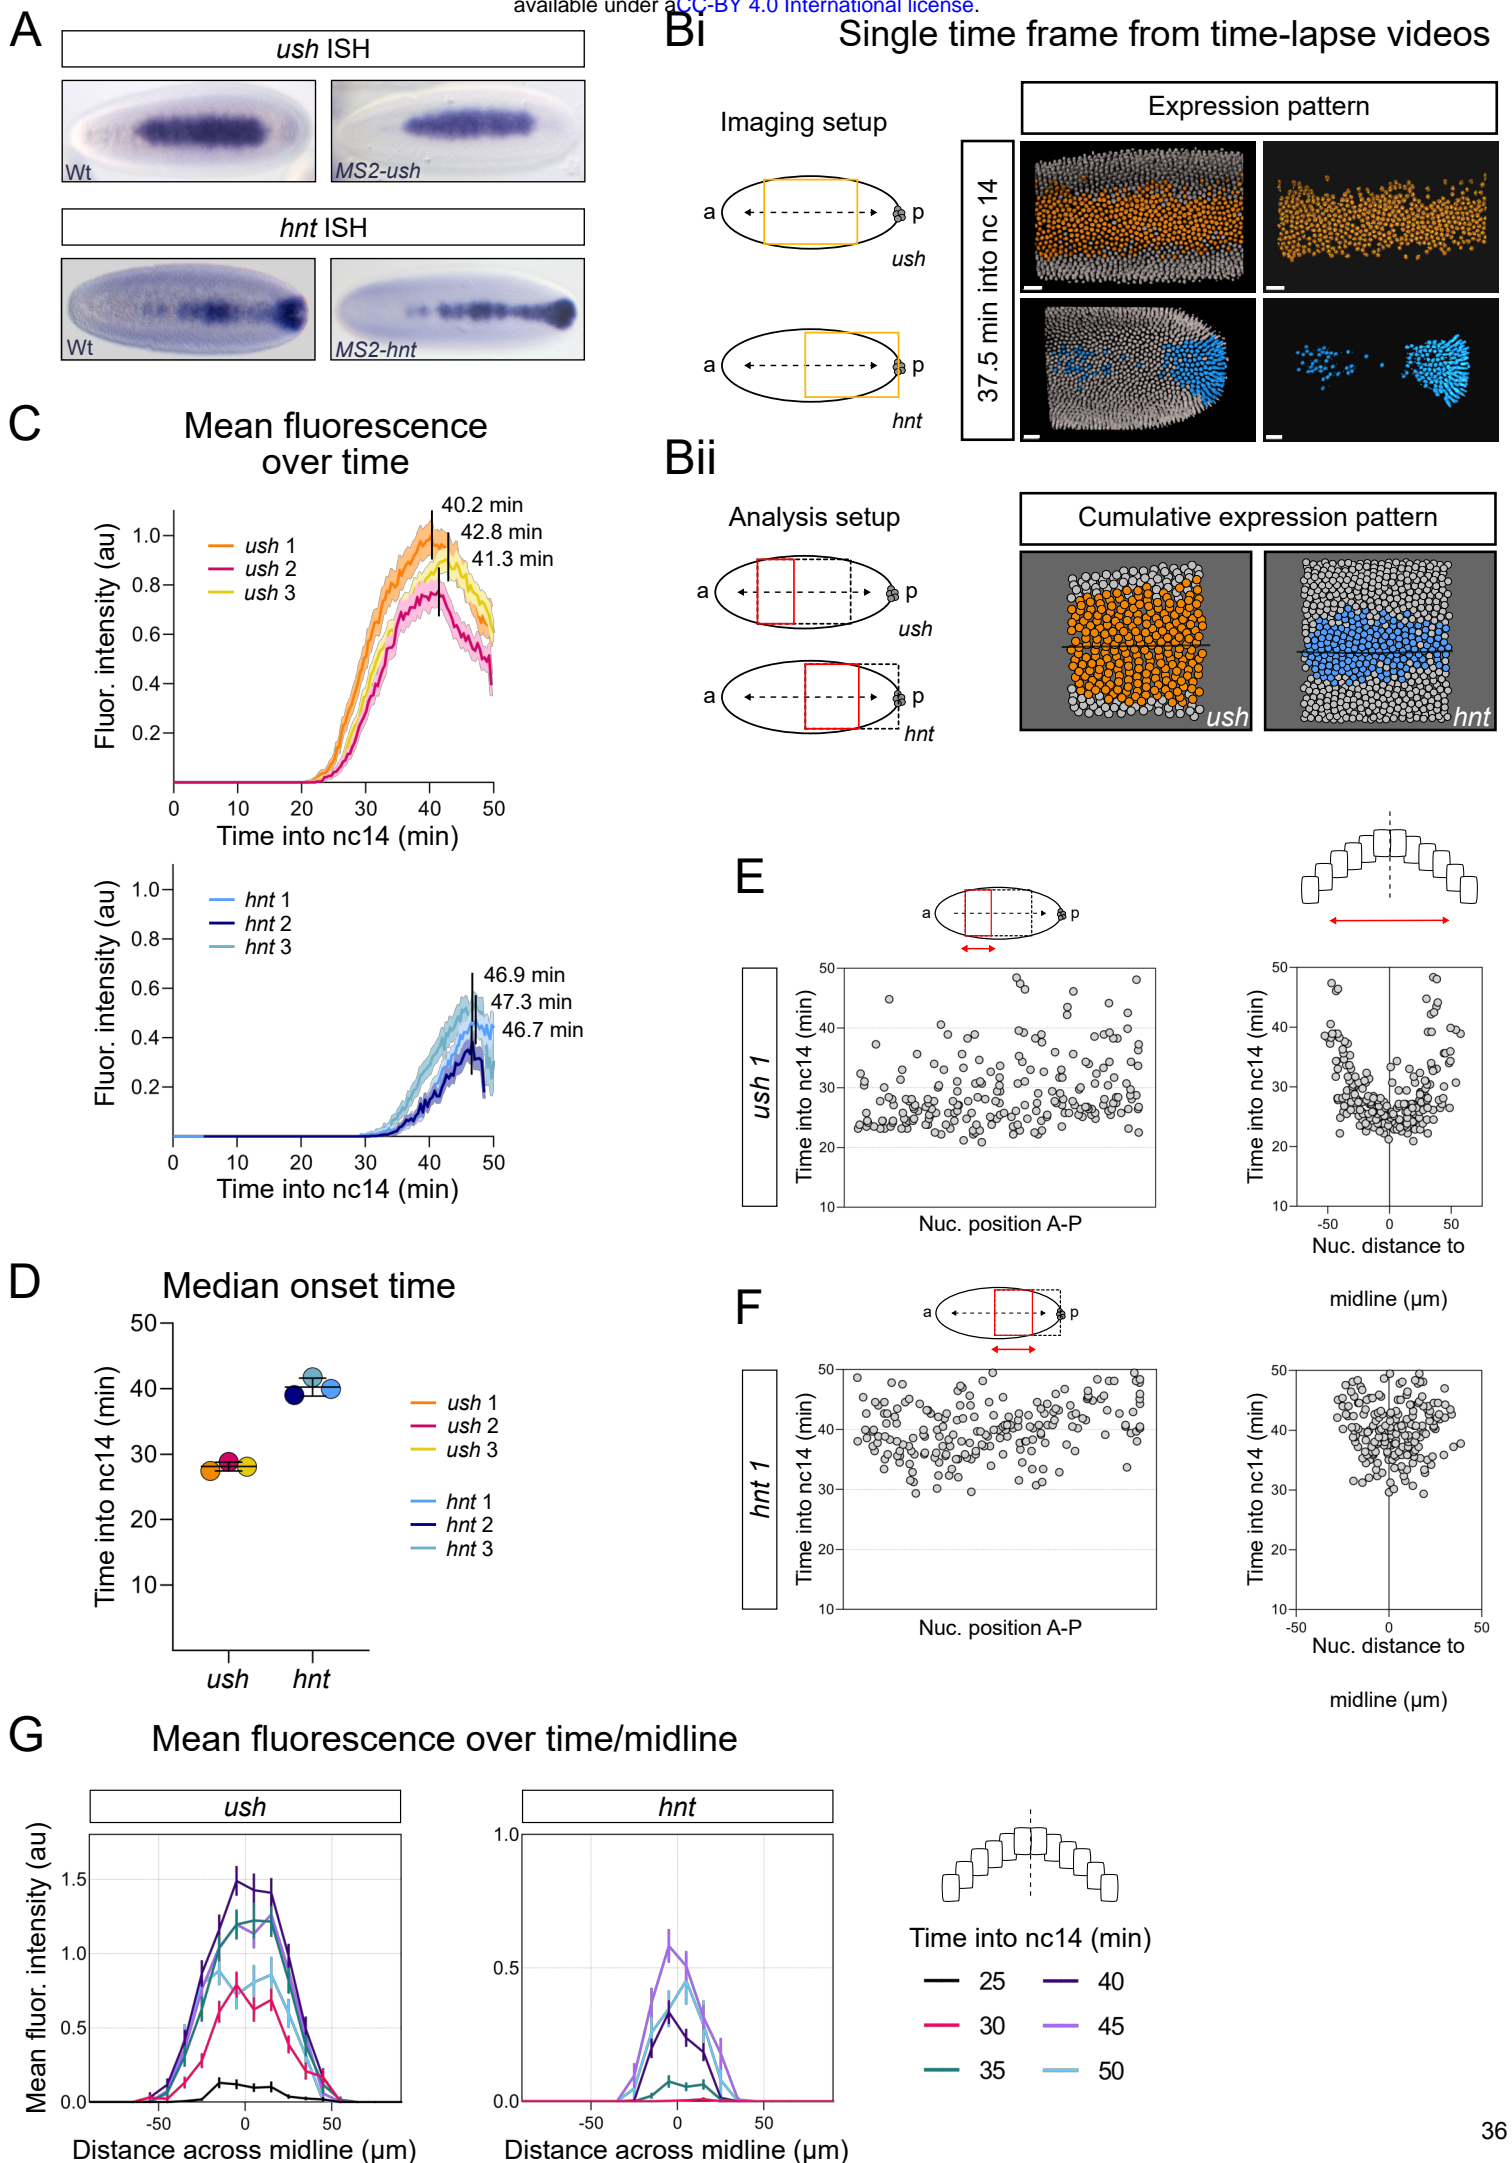 available under aCC-BY 4.0 International license.
A
ush ISH
Wt
MS2-ush
hnt ISH
Wt
MS2-hnt
Bi
Single time frame from time-lapse videos
Imaging setup
Expression pattern
37.5 min into nc 14
a
p
ush
a
p
hnt
Bii
Analysis setup
Cumulative expression pattern
a
p
ush
a
p
hnt
ush
hnt
C
Mean fluorescence
over time
Fluor. intensity (au)
1.0
0.8
0.6
0.4
0.2
ush 1
ush 2
ush 3
40.2 min
42.8 min
41.3 min
0 10 20 30 40 50
Time into nc14 (min)
Fluor. intensity (au)
1.0
0.8
0.6
0.4
0.2
hnt 1
hnt 2
hnt 3
46.9 min
47.3 min
46.7 min
0 10 20 30 40 50
Time into nc14 (min)
D
Median onset time
Time into nc14 (min)
50
40
30
20
10
ush hnt
ush 1
ush 2
ush 3
hnt 1
hnt 2
hnt 3
E
a
p
ush 1
Time into nc14 (min)
50
40
30
20
10
Nuc. position A-P
Time into nc14 (min)
50
40
30
20
10
-50 0 50
Nuc. distance to
midline (µm)
F
a
p
hnt 1
Time into nc14 (min)
50
40
30
20
10
Nuc. position A-P
Time into nc14 (min)
50
40
30
20
10
-50 0 50
Nuc. distance to
midline (µm)
G
Mean fluorescence over time/midline
ush
Mean fluor. intensity (au)
1.5
1.0
0.5
0.0
-50 0 50
Distance across midline (µm)
hnt
1.0
0.5
0.0
-50 0 50
Distance across midline (µm)
Time into nc14 (min)
25 40
30 45
35 50
36